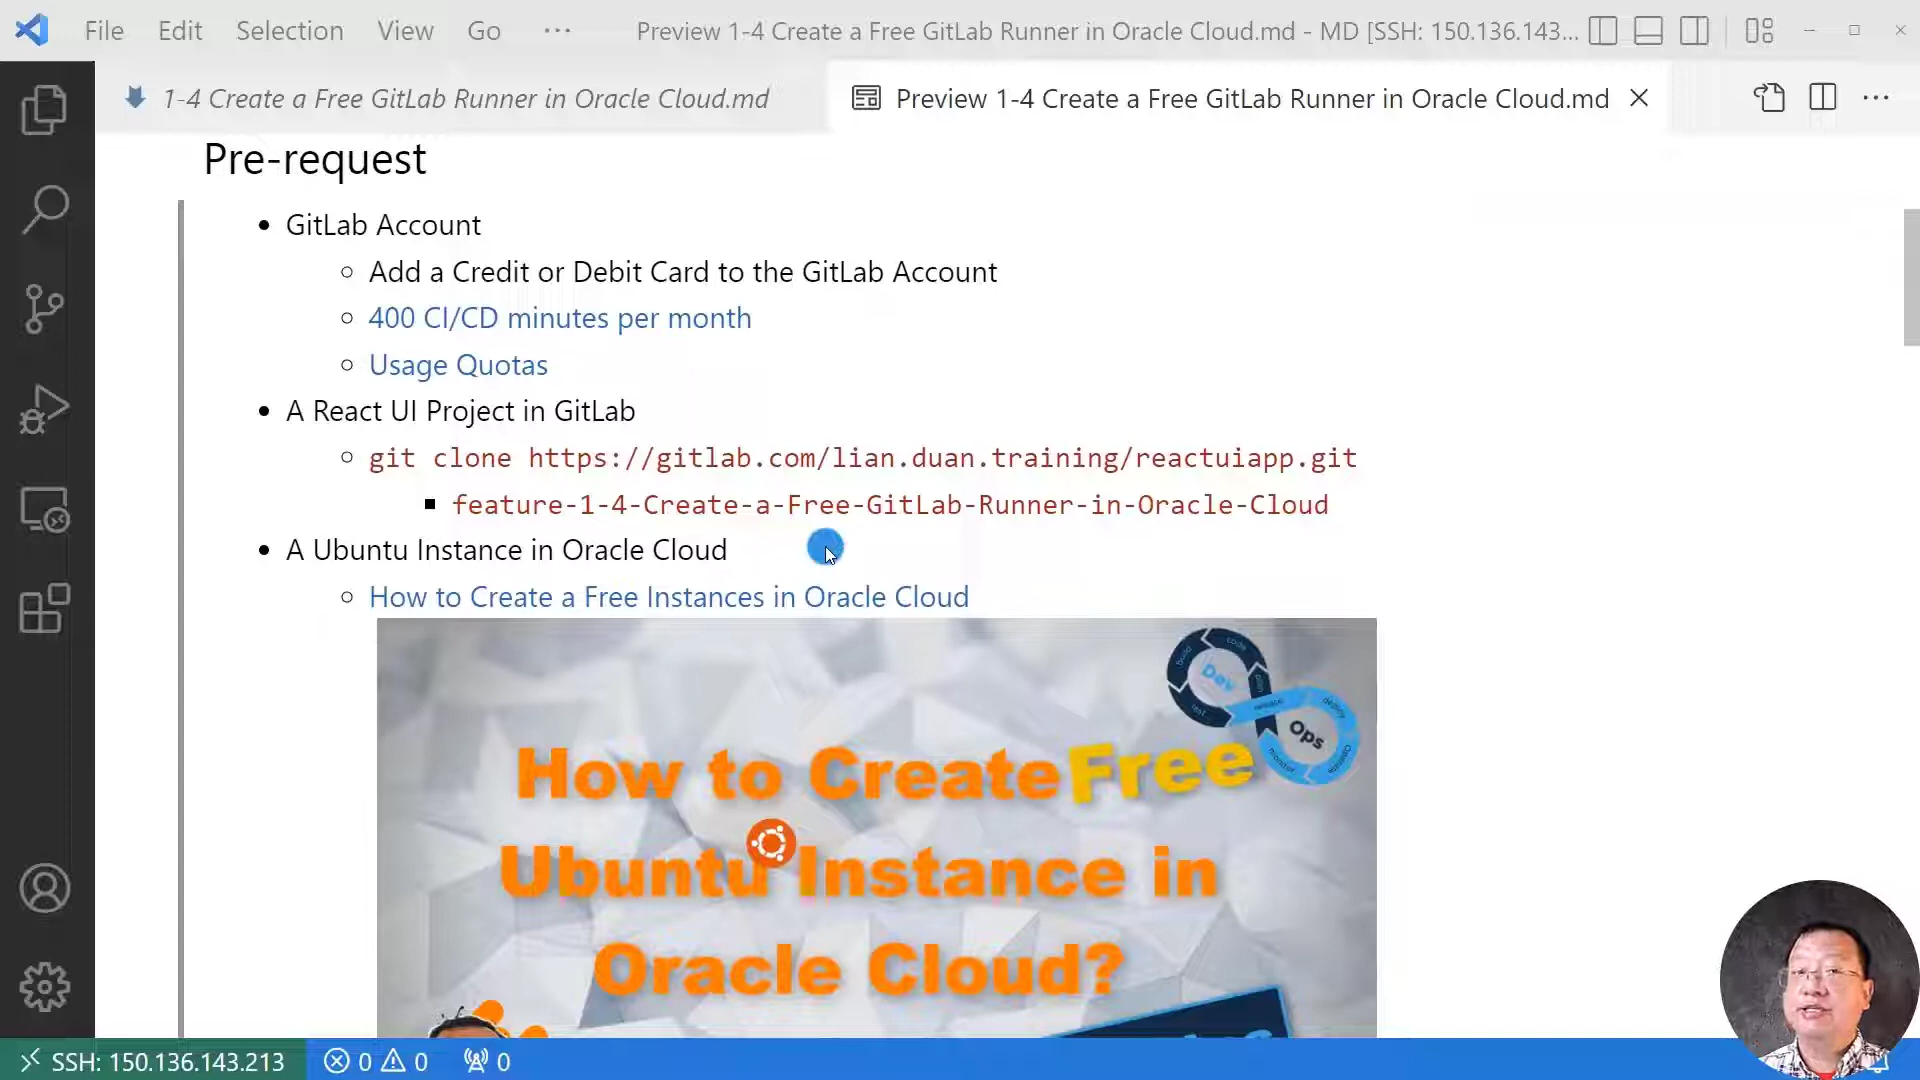 File Edit Selection View Go ··· Preview 1-4 Create a Free GitLab Runner in Oracle Cloud.md - MD [SSH: 150.136.143...
1-4 Create a Free GitLab Runner in Oracle Cloud.md Preview 1-4 Create a Free GitLab Runner in Oracle Cloud.md
Pre-request
• GitLab Account
◦ Add a Credit or Debit Card to the GitLab Account
◦ 400 CI/CD minutes per month
◦ Usage Quotas
• A React UI Project in GitLab
◦ git clone https://gitlab.com/lian.duan.training/reactuiapp.git
▪ feature-1-4-Create-a-Free-GitLab-Runner-in-Oracle-Cloud
• A Ubuntu Instance in Oracle Cloud
◦ How to Create a Free Instances in Oracle Cloud
Dev
Ops
How to Create Free
Ubuntu Instance in
Oracle Cloud?
SSH: 150.136.143.213 0 0 0